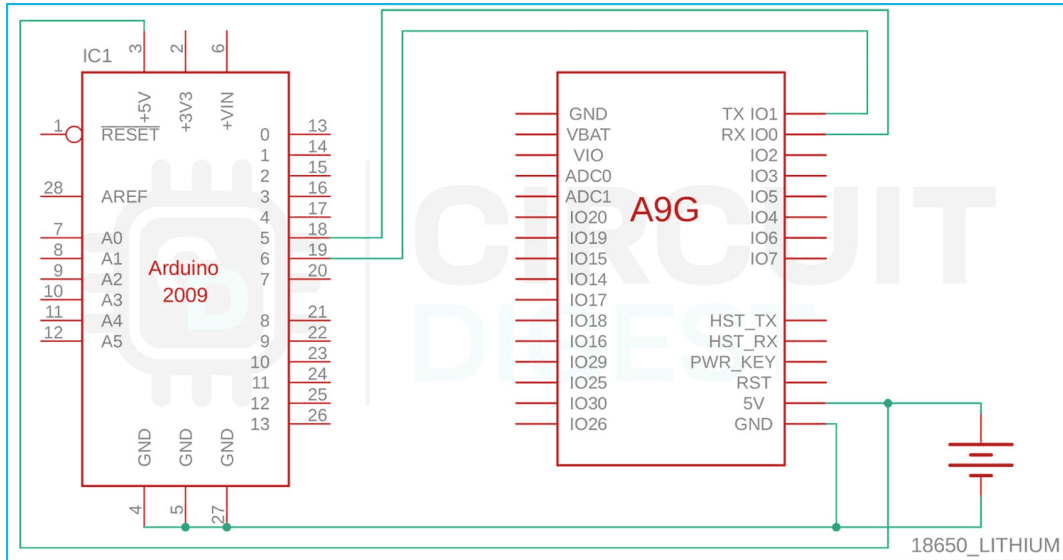 IC1
3
2
6
+5V
+3V3
+VIN
1
RESET
28
AREF
7
A0
8
A1
9
A2
10
A3
11
A4
12
A5
Arduino
2009
0
13
1
14
2
15
3
16
4
17
5
18
6
19
7
20
8
21
9
22
10
23
11
24
12
25
13
26
GND
GND
GND
4
5
27
A9G
GND
VBAT
VIO
ADC0
ADC1
IO20
IO19
IO15
IO14
IO17
IO18
IO16
IO29
IO25
IO30
IO26
TX IO1
RX IO0
IO2
IO3
IO5
IO4
IO6
IO7
HST_TX
HST_RX
PWR_KEY
RST
5V
GND
18650_LITHIUM
CIRCUIT
DIGEST